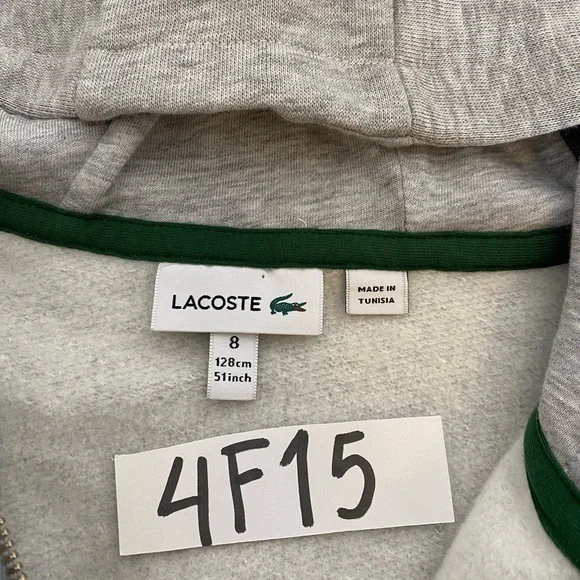 LACOSTE
MADE IN
TUNISIA
8
128cm
51inch
4F15